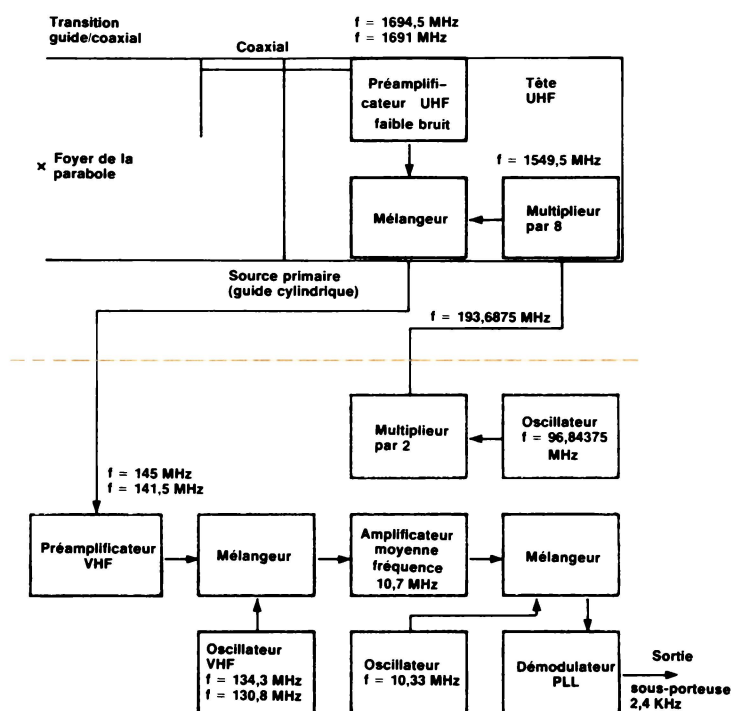 Transition
guide/coaxial
Coaxial
f = 1694,5 MHz
f = 1691 MHz
Préamplifi-
cateur UHF
faible bruit
Tête
UHF
x Foyer de la
parabole
f = 1549,5 MHz
Mélangeur
Multiplieur
par 8
Source primaire
(guide cylindrique)
f = 193,6875 MHz
Multiplieur
par 2
Oscillateur
f = 96,84375
MHz
f = 145 MHz
f = 141,5 MHz
Préamplificateur
VHF
Mélangeur
Amplificateur
moyenne
fréquence
10,7 MHz
Mélangeur
Oscillateur
VHF
f = 134,3 MHz
f = 130,8 MHz
Oscillateur
f = 10,33 MHz
Démodulateur
PLL
Sortie
sous-porteuse
2,4 KHz